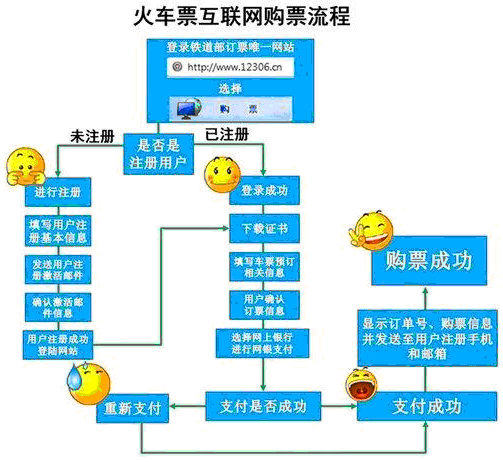 火车票互联网购票流程
登录铁道部订票唯一网站
http://www.12306.cn
选择
购 票
未注册
已注册
是否是
注册用户
进行注册
填写用户注
册基本信息
发送用户注
册激活邮件
确认激活邮
件信息
用户注册成功
登陆网站
登录成功
下载证书
填写车票预订
相关信息
用户确认
订票信息
选择网上银行
进行网银支付
重新支付
支付是否成功
支付成功
显示订单号、购票信息
并发送至用户注册手机
和邮箱
购票成功